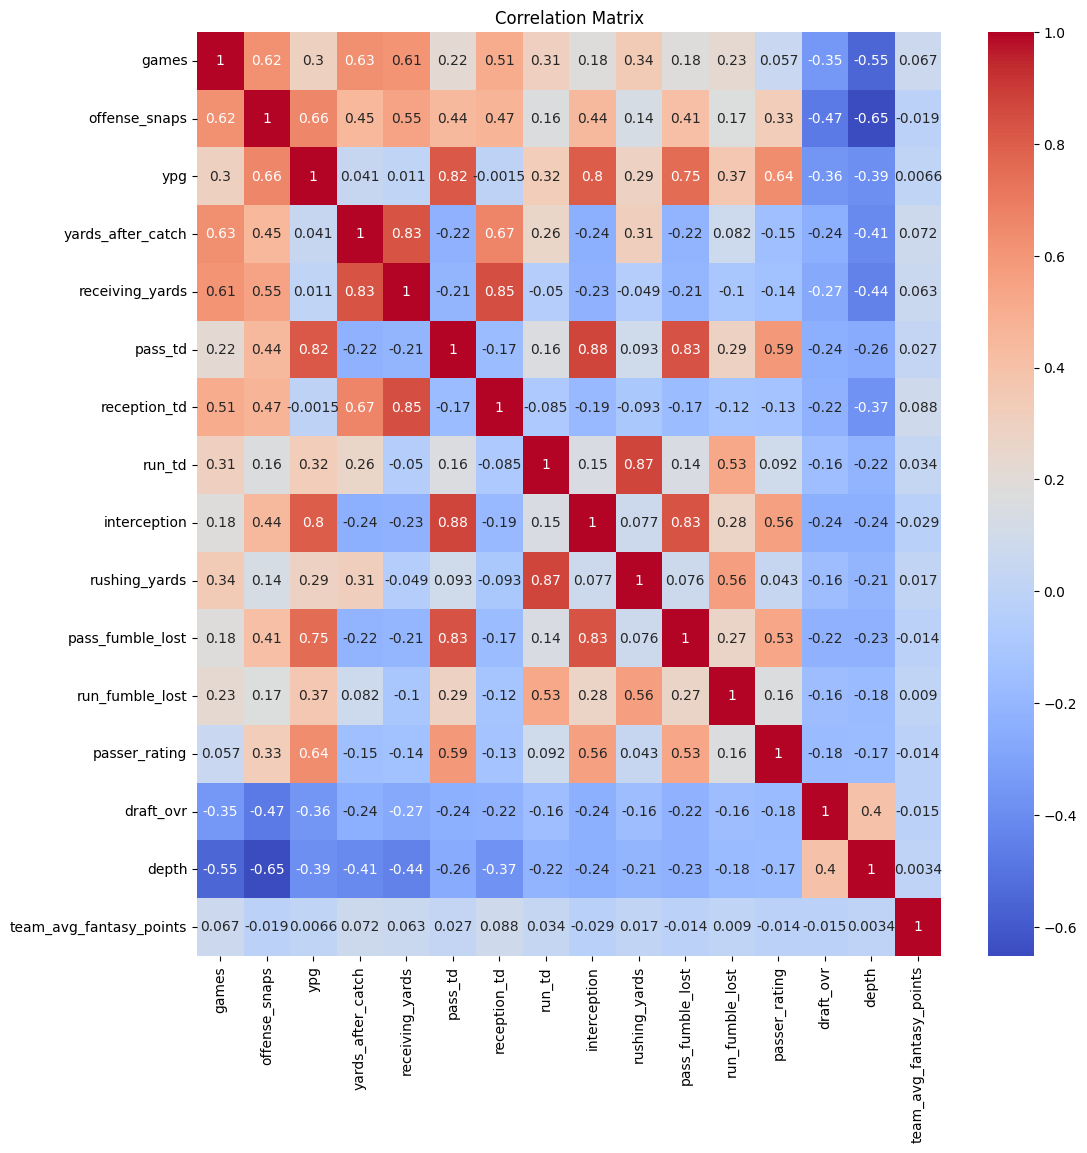 Correlation Matrix
games 1 0.62 0.3 0.63 0.61 0.22 0.51 0.31 0.18 0.34 0.18 0.23 0.057 -0.35 -0.55 0.067
offense_snaps 0.62 1 0.66 0.45 0.55 0.44 0.47 0.16 0.44 0.14 0.41 0.17 0.33 -0.47 -0.65 -0.019
ypg 0.3 0.66 1 0.041 0.011 0.82 -0.0015 0.32 0.8 0.29 0.75 0.37 0.64 -0.36 -0.39 0.0066
yards_after_catch 0.63 0.45 0.041 1 0.83 -0.22 0.67 0.26 -0.24 0.31 -0.22 0.082 -0.15 -0.24 -0.41 0.072
receiving_yards 0.61 0.55 0.011 0.83 1 -0.21 0.85 -0.05 -0.23 -0.049 -0.21 -0.1 -0.14 -0.27 -0.44 0.063
pass_td 0.22 0.44 0.82 -0.22 -0.21 1 -0.17 0.16 0.88 0.093 0.83 0.29 0.59 -0.24 -0.26 0.027
reception_td 0.51 0.47 -0.0015 0.67 0.85 -0.17 1 -0.085 -0.19 -0.093 -0.17 -0.12 -0.13 -0.22 -0.37 0.088
run_td 0.31 0.16 0.32 0.26 -0.05 0.16 -0.085 1 0.15 0.87 0.14 0.53 0.092 -0.16 -0.22 0.034
interception 0.18 0.44 0.8 -0.24 -0.23 0.88 -0.19 0.15 1 0.077 0.83 0.28 0.56 -0.24 -0.24 -0.029
rushing_yards 0.34 0.14 0.29 0.31 -0.049 0.093 -0.093 0.87 0.077 1 0.076 0.56 0.043 -0.16 -0.21 0.017
pass_fumble_lost 0.18 0.41 0.75 -0.22 -0.21 0.83 -0.17 0.14 0.83 0.076 1 0.27 0.53 -0.22 -0.23 -0.014
run_fumble_lost 0.23 0.17 0.37 0.082 -0.1 0.29 -0.12 0.53 0.28 0.56 0.27 1 0.16 -0.16 -0.18 0.009
passer_rating 0.057 0.33 0.64 -0.15 -0.14 0.59 -0.13 0.092 0.56 0.043 0.53 0.16 1 -0.18 -0.17 -0.014
draft_ovr -0.35 -0.47 -0.36 -0.24 -0.27 -0.24 -0.22 -0.16 -0.24 -0.16 -0.22 -0.16 -0.18 1 0.4 -0.015
depth -0.55 -0.65 -0.39 -0.41 -0.44 -0.26 -0.37 -0.22 -0.24 -0.21 -0.23 -0.18 -0.17 0.4 1 0.0034
team_avg_fantasy_points 0.067 -0.019 0.0066 0.072 0.063 0.027 0.088 0.034 -0.029 0.017 -0.014 0.009 -0.014 -0.015 0.0034 1
games
offense_snaps
ypg
yards_after_catch
receiving_yards
pass_td
reception_td
run_td
interception
rushing_yards
pass_fumble_lost
run_fumble_lost
passer_rating
draft_ovr
depth
team_avg_fantasy_points
1.0
0.8
0.6
0.4
0.2
0.0
−0.2
−0.4
−0.6